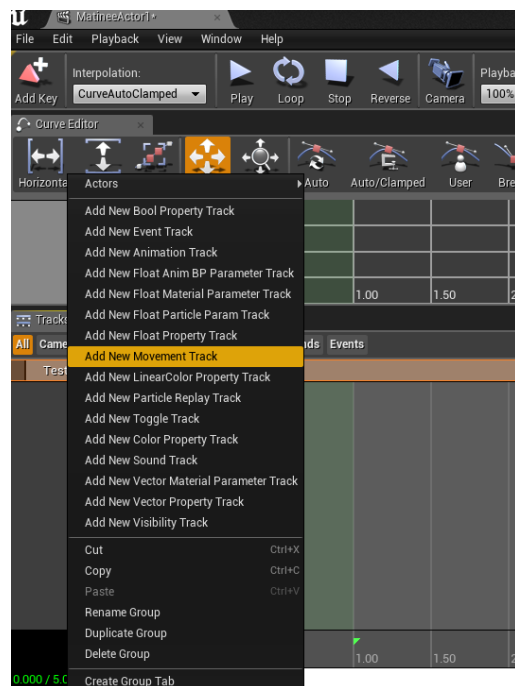 MatineeActor1*
File Edit Playback View Window Help
Interpolation:
CurveAutoClamped
Add Key Play Loop Stop Reverse Camera
100%
Curve Editor
Auto Auto/Clamped User
Actors
Add New Bool Property Track
Add New Event Track
Add New Animation Track
Add New Float Anim BP Parameter Track
Add New Float Material Parameter Track
1.00 1.50
Add New Float Particle Param Track
Add New Float Property Track
All Events
Add New Movement Track
Test
Add New LinearColor Property Track
Add New Particle Replay Track
Add New Toggle Track
Add New Color Property Track
Add New Sound Track
Add New Vector Material Parameter Track
Add New Vector Property Track
Add New Visibility Track
Cut Ctrl+X
Copy Ctrl+C
Paste Ctrl+V
Rename Group
Duplicate Group
Delete Group
1.00 1.50
0.000 / 5.0
Create Group Tab